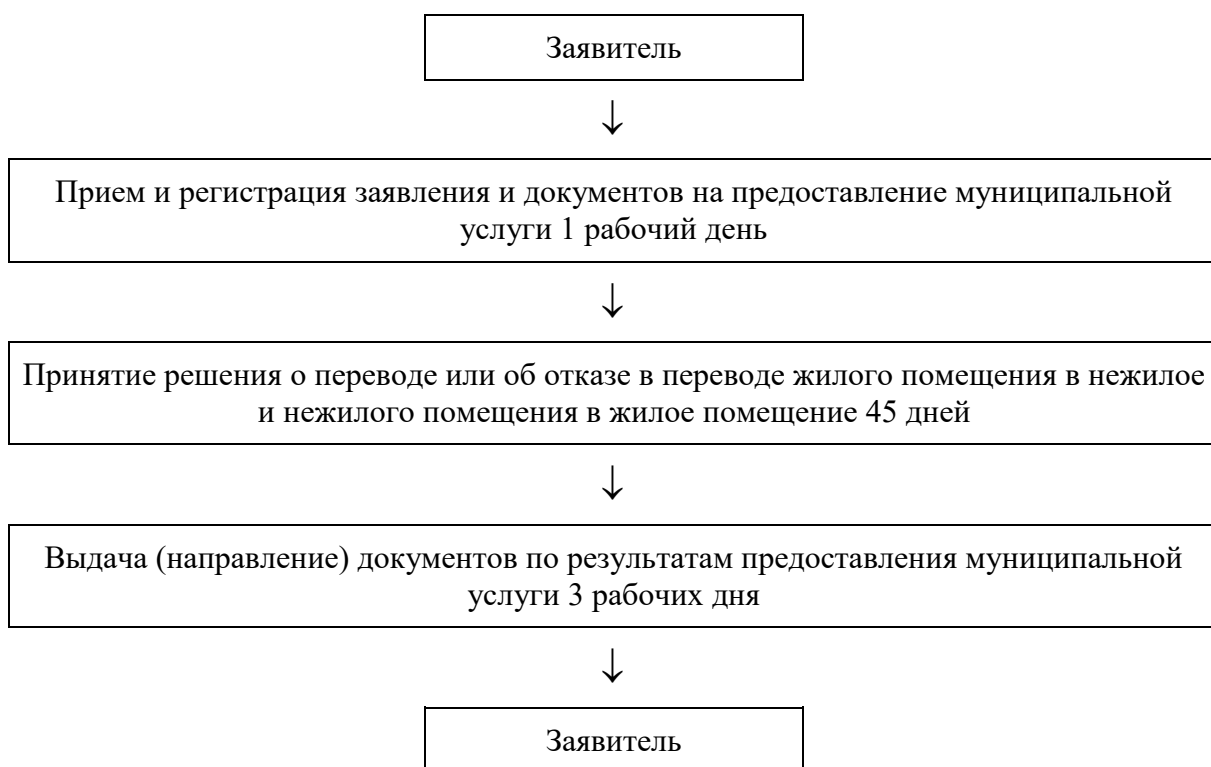 Заявитель
↓
Прием и регистрация заявления и документов на предоставление муниципальной
услуги 1 рабочий день
↓
Принятие решения о переводе или об отказе в переводе жилого помещения в нежилое
и нежилого помещения в жилое помещение 45 дней
↓
Выдача (направление) документов по результатам предоставления муниципальной
услуги 3 рабочих дня
↓
Заявитель